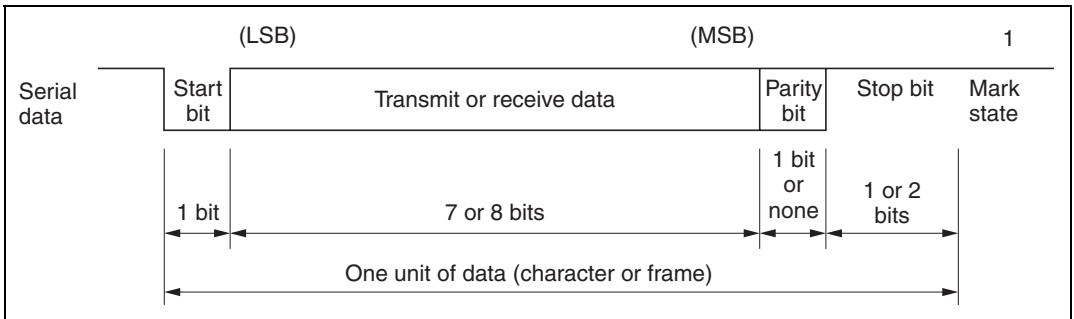 (LSB) (MSB) 1
Serial data
Start bit
Transmit or receive data
Parity bit
Stop bit
Mark state
1 bit
7 or 8 bits
1 bit or none
1 or 2 bits
One unit of data (character or frame)